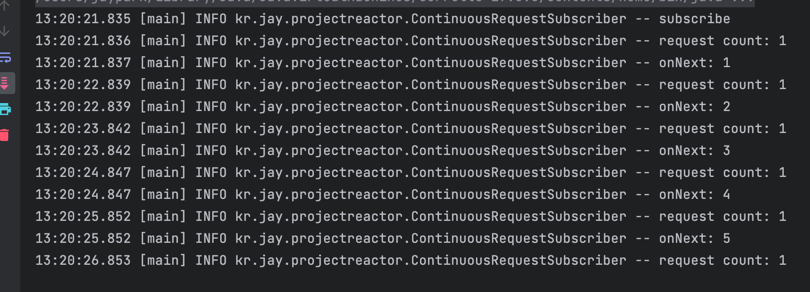 13:20:21.835 [main] INFO kr.jay.projectreactor.ContinuousRequestSubscriber -- subscribe
13:20:21.836 [main] INFO kr.jay.projectreactor.ContinuousRequestSubscriber -- request count: 1
13:20:21.837 [main] INFO kr.jay.projectreactor.ContinuousRequestSubscriber -- onNext: 1
13:20:22.839 [main] INFO kr.jay.projectreactor.ContinuousRequestSubscriber -- request count: 1
13:20:22.839 [main] INFO kr.jay.projectreactor.ContinuousRequestSubscriber -- onNext: 2
13:20:23.842 [main] INFO kr.jay.projectreactor.ContinuousRequestSubscriber -- request count: 1
13:20:23.842 [main] INFO kr.jay.projectreactor.ContinuousRequestSubscriber -- onNext: 3
13:20:24.847 [main] INFO kr.jay.projectreactor.ContinuousRequestSubscriber -- request count: 1
13:20:24.847 [main] INFO kr.jay.projectreactor.ContinuousRequestSubscriber -- onNext: 4
13:20:25.852 [main] INFO kr.jay.projectreactor.ContinuousRequestSubscriber -- request count: 1
13:20:25.852 [main] INFO kr.jay.projectreactor.ContinuousRequestSubscriber -- onNext: 5
13:20:26.853 [main] INFO kr.jay.projectreactor.ContinuousRequestSubscriber -- request count: 1